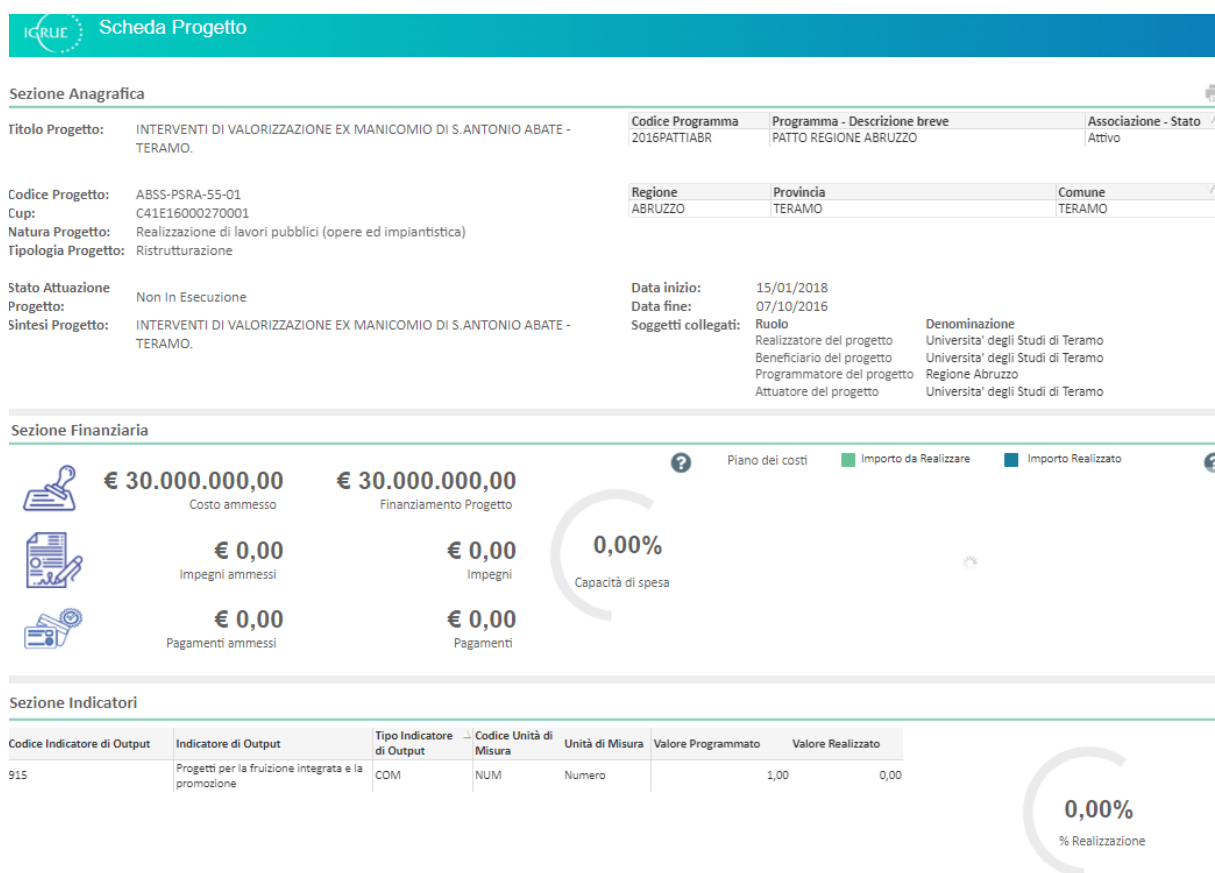 IGRUE Scheda Progetto
Sezione Anagrafica
Titolo Progetto: INTERVENTI DI VALORIZZAZIONE EX MANICOMIO DI S.ANTONIO ABATE -
TERAMO.
Codice Programma Programma - Descrizione breve Associazione - Stato
2016PATTIABR PATTO REGIONE ABRUZZO Attivo
Codice Progetto: ABSS-PSRA-55-01
Cup: C41E16000270001
Natura Progetto: Realizzazione di lavori pubblici (opere ed impiantistica)
Tipologia Progetto: Ristrutturazione
Regione Provincia Comune
ABRUZZO TERAMO TERAMO
Stato Attuazione
Progetto: Non In Esecuzione
Sintesi Progetto: INTERVENTI DI VALORIZZAZIONE EX MANICOMIO DI S.ANTONIO ABATE -
TERAMO.
Data inizio: 15/01/2018
Data fine: 07/10/2016
Soggetti collegati: Ruolo Denominazione
Realizzatore del progetto Universita' degli Studi di Teramo
Beneficiario del progetto Universita' degli Studi di Teramo
Programmatore del progetto Regione Abruzzo
Attuatore del progetto Universita' degli Studi di Teramo
Sezione Finanziaria
€ 30.000.000,00 € 30.000.000,00
Costo ammesso Finanziamento Progetto
€ 0,00 € 0,00
Impegni ammessi Impegni
€ 0,00 € 0,00
Pagamenti ammessi Pagamenti
0,00%
Capacità di spesa
? Piano dei costi Importo da Realizzare Importo Realizzato ?
Sezione Indicatori
Codice Indicatore di Output Indicatore di Output Tipo Indicatore di Output Codice Unità di Misura Unità di Misura Valore Programmato Valore Realizzato
915 Progetti per la fruizione integrata e la promozione COM NUM Numero 1,00 0,00
0,00%
% Realizzazione